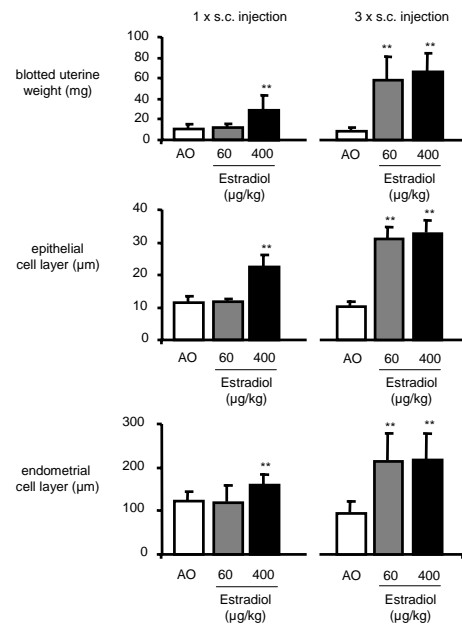 1 x s.c. injection 3 x s.c. injection
100
80
60
40
20
0
blotted uterine
weight (mg)
** ** **
AO 60 400 AO 60 400
Estradiol Estradiol
(µg/kg) (µg/kg)
40
30
20
10
0
epithelial
cell layer (µm)
** ** **
AO 60 400 AO 60 400
Estradiol Estradiol
(µg/kg) (µg/kg)
300
200
100
0
endometrial
cell layer (µm)
** ** **
AO 60 400 AO 60 400
Estradiol Estradiol
(µg/kg) (µg/kg)